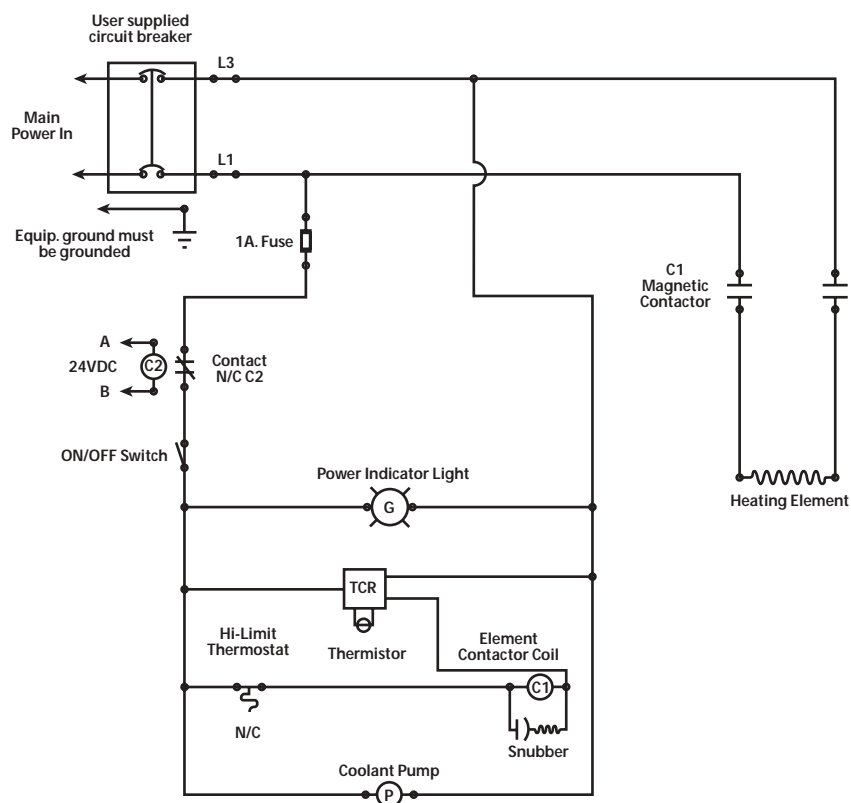 User supplied
circuit breaker
L3
Main
Power In
L1
Equip. ground must
be grounded
1A. Fuse
C1
Magnetic
Contactor
A
24VDC
C2
B
Contact
N/C C2
ON/OFF Switch
Power Indicator Light
G
Heating Element
TCR
Hi-Limit
Thermostat
Thermistor
Element
Contactor Coil
C1
N/C
Snubber
Coolant Pump
P